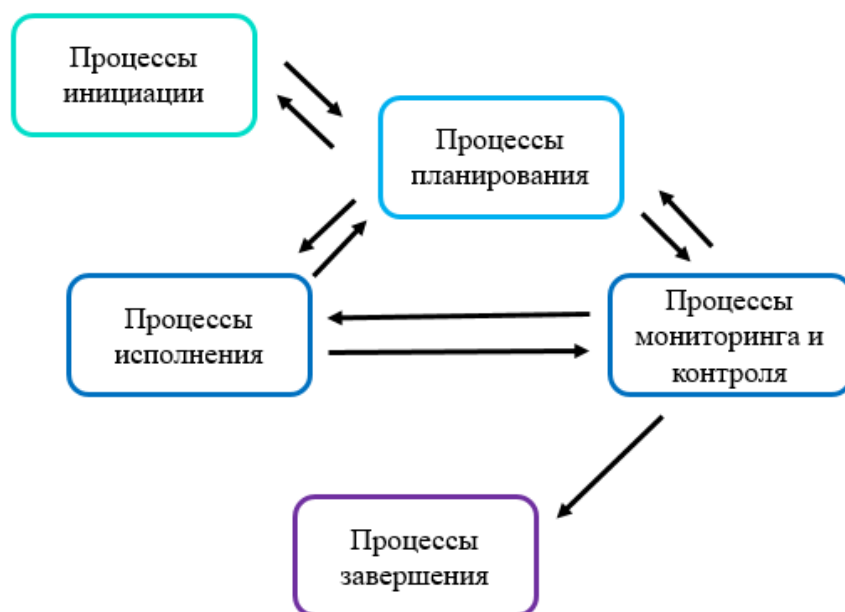 Процессы
инициации
Процессы
планирования
Процессы
исполнения
Процессы
мониторинга и
контроля
Процессы
завершения